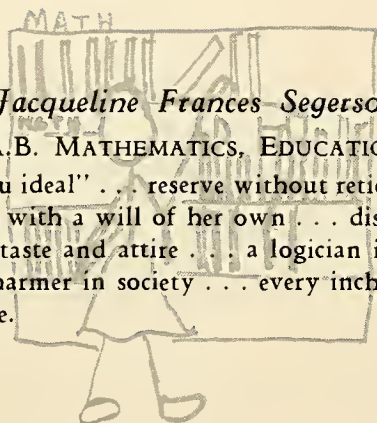 MATH
Jacqueline Frances Segerso
A.B. MATHEMATICS, EDUCATIO
u ideal" . . . reserve without retic
with a will of her own . . . dis
taste and attire . . . a logician i
harmer in society . . . every inch
e.